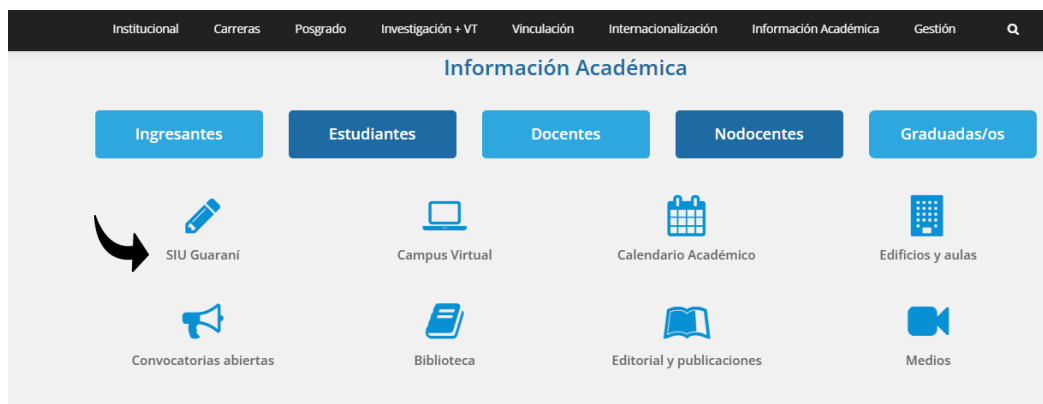 Institucional Carreras Posgrado Investigación + VT Vinculación Internacionalización Información Académica Gestión
Información Académica
Ingresantes Estudiantes Docentes Nodocentes Graduadas/os
SIU Guaraní Campus Virtual Calendario Académico Edificios y aulas
Convocatorias abiertas Biblioteca Editorial y publicaciones Medios